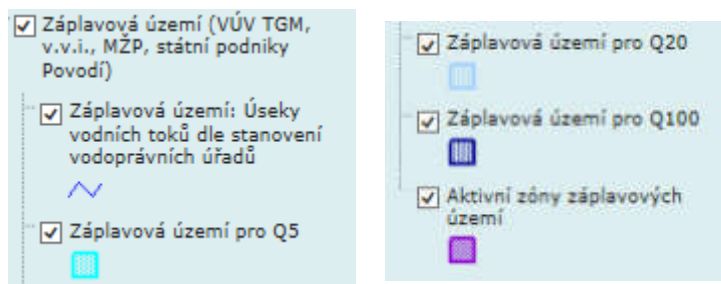 Záplavová území (VÚV TGM,
v.v.i., MŽP, státní podniky
Povodí)
Záplavová území: Úseky
vodních toků dle stanovení
vodoprávních úřadů
Záplavová území pro Q5
Záplavová území pro Q20
Záplavová území pro Q100
Aktivní zóny záplavových
území